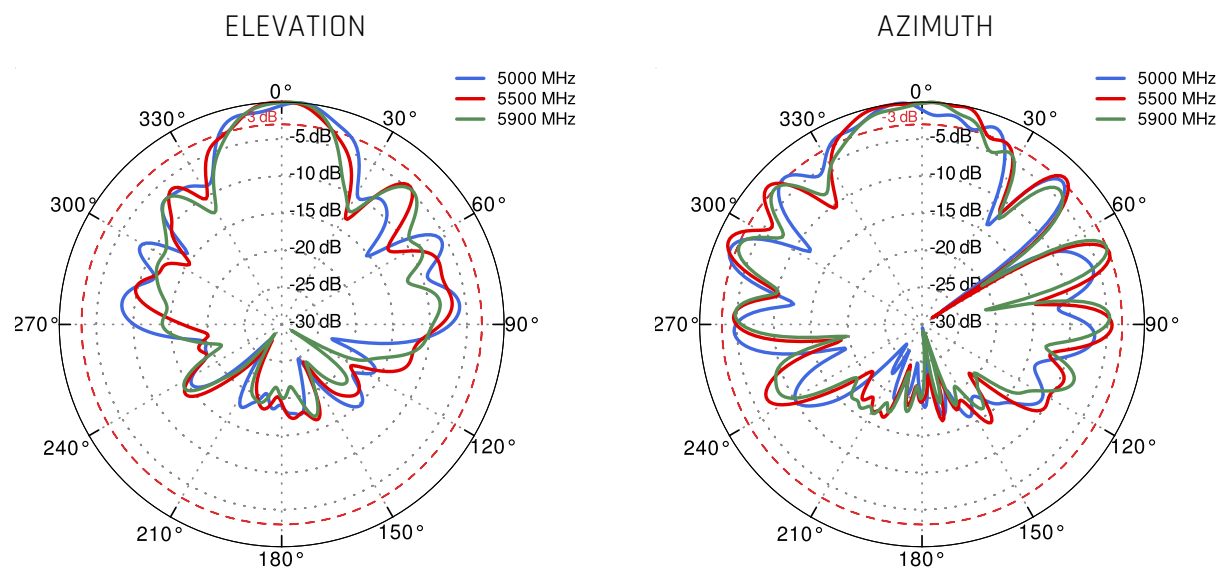 ELEVATION
5000 MHz
5500 MHz
5900 MHz
0°
30°
60°
90°
120°
150°
180°
210°
240°
270°
300°
330°
-3 dB
-5 dB
-10 dB
-15 dB
-20 dB
-25 dB
-30 dB
AZIMUTH
5000 MHz
5500 MHz
5900 MHz
0°
30°
60°
90°
120°
150°
180°
210°
240°
270°
300°
330°
-3 dB
-5 dB
-10 dB
-15 dB
-20 dB
-25 dB
-30 dB